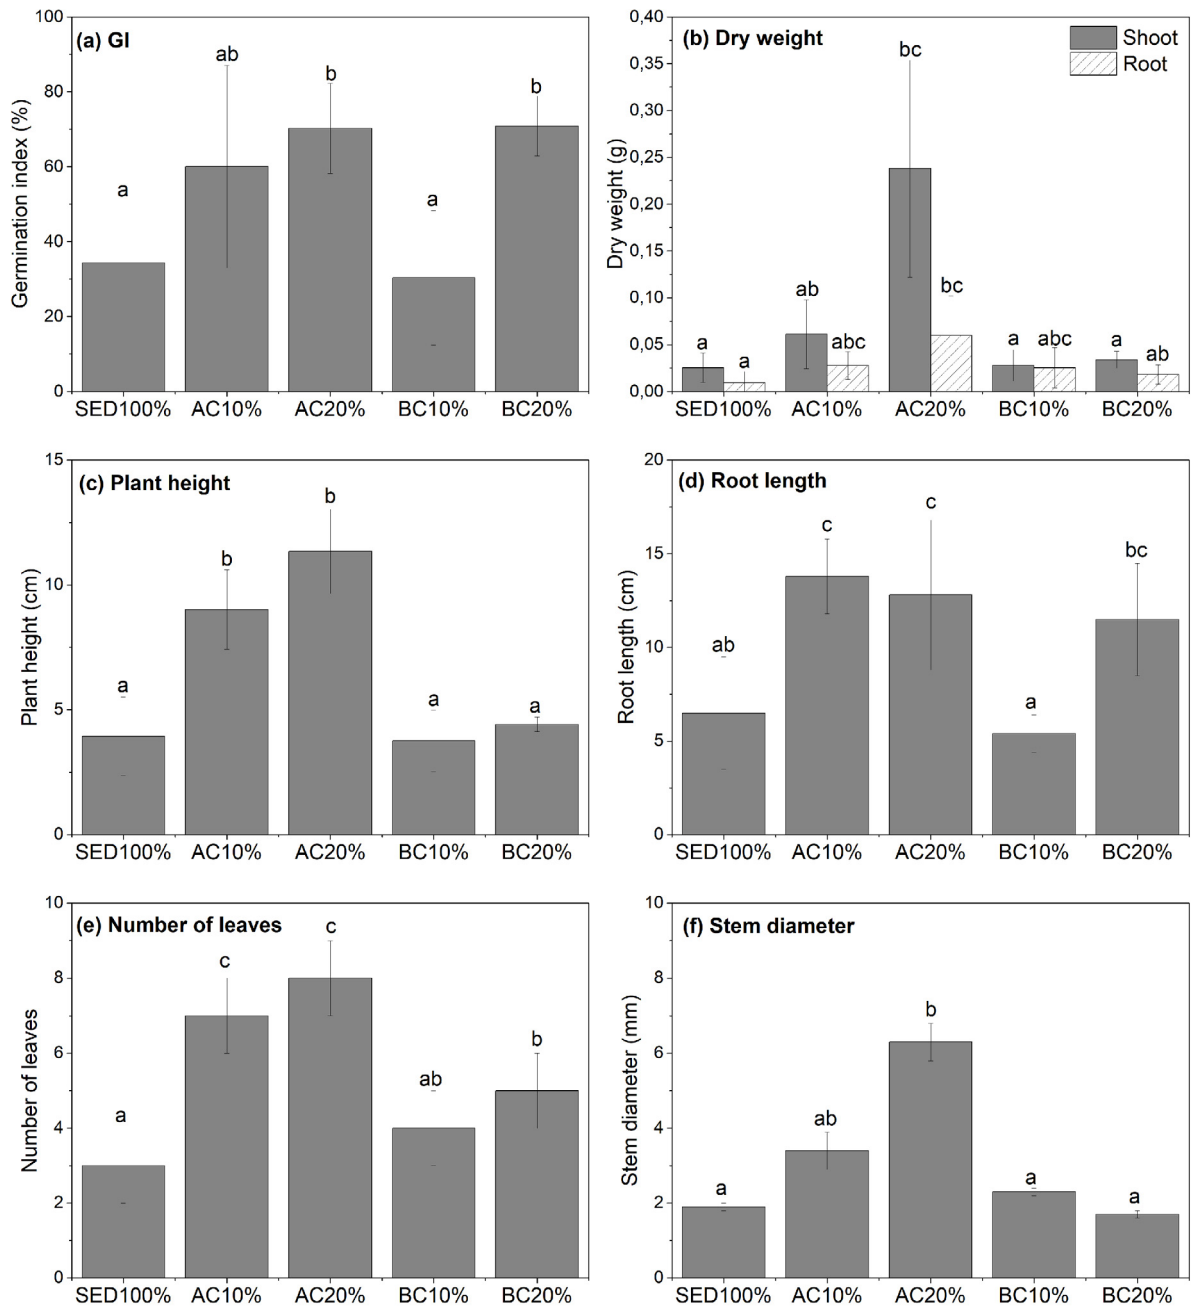 (a) GI
Germination index (%)
100
80
60
40
20
0
a
ab
b
a
b
SED100% AC10% AC20% BC10% BC20%
(b) Dry weight
Shoot
Root
Dry weight (g)
0,40
0,35
0,30
0,25
0,20
0,15
0,10
0,05
0,00
a
a
ab
abc
bc
bc
a
abc
a
ab
SED100% AC10% AC20% BC10% BC20%
(c) Plant height
Plant height (cm)
15
10
5
0
a
b
b
a
a
SED100% AC10% AC20% BC10% BC20%
(d) Root length
Root length (cm)
20
15
10
5
0
ab
c
c
a
bc
SED100% AC10% AC20% BC10% BC20%
(e) Number of leaves
Number of leaves
10
8
6
4
2
0
a
c
c
ab
b
SED100% AC10% AC20% BC10% BC20%
(f) Stem diameter
Stem diameter (mm)
10
8
6
4
2
0
a
ab
b
a
a
SED100% AC10% AC20% BC10% BC20%